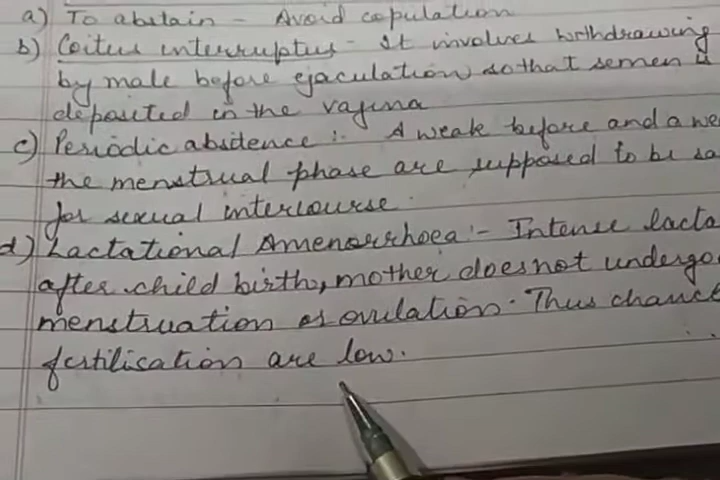 a) To abstain - Avoid copulation
b) Coitus interruptus - It involves withdrawing
by male before ejaculation so that semen is
deposited in the vagina
c) Periodic abstence :- A weak before and a we
the menstrual phase are supposed to be sa
for sexual intercourse.
d) Lactational Amenorrhoea :- Intense lacta
after child birth, mother does not undergo
menstruation or ovulation. Thus chance
fertilisation are low.